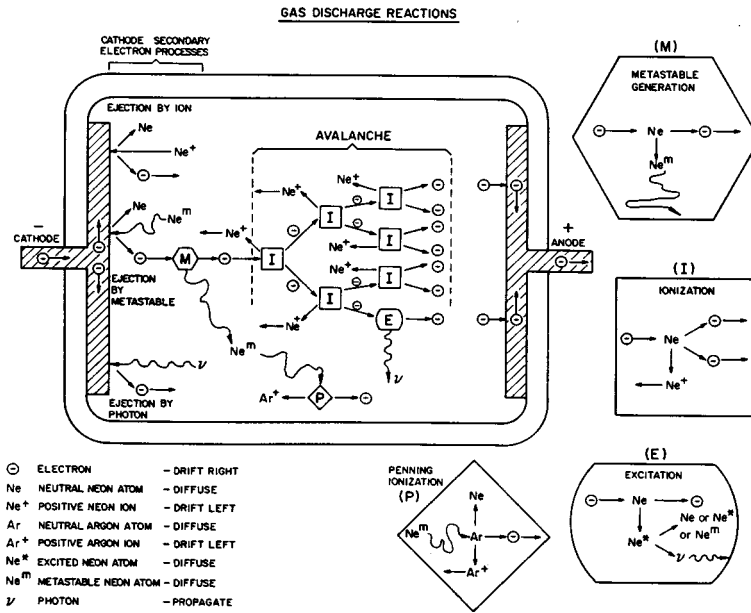 GAS DISCHARGE REACTIONS
CATHODE SECONDARY
ELECTRON PROCESSES
EJECTION BY ION
Ne
Ne+
⊖
Ne
Ne^m
⊖
M
⊖
−
CATHODE
⊖
⊖
⊖
EJECTION
BY
METASTABLE
ν
⊖
EJECTION BY
PHOTON
AVALANCHE
Ne+
I
⊖
⊖
Ne+
I
⊖
⊖
Ne+
I
⊖
⊖
Ne+
I
⊖
⊖
Ne+
I
⊖
⊖
Ne+
I
⊖
⊖
E
⊖
ν
Ne^m
Ar+
P
⊖
⊖
⊖
⊖
⊖
+
ANODE
⊖
(M)
METASTABLE
GENERATION
⊖ Ne ⊖
Ne^m
(I)
IONIZATION
⊖ Ne ⊖
⊖
Ne+
(E)
EXCITATION
⊖ Ne ⊖
Ne or Ne*
or Ne^m
Ne*
ν
PENNING
IONIZATION
(P)
Ne
Ne^m Ar ⊖
Ar+
⊖ ELECTRON – DRIFT RIGHT
Ne NEUTRAL NEON ATOM – DIFFUSE
Ne+ POSITIVE NEON ION – DRIFT LEFT
Ar NEUTRAL ARGON ATOM – DIFFUSE
Ar+ POSITIVE ARGON ION – DRIFT LEFT
Ne* EXCITED NEON ATOM – DIFFUSE
Ne^m METASTABLE NEON ATOM – DIFFUSE
ν PHOTON – PROPAGATE